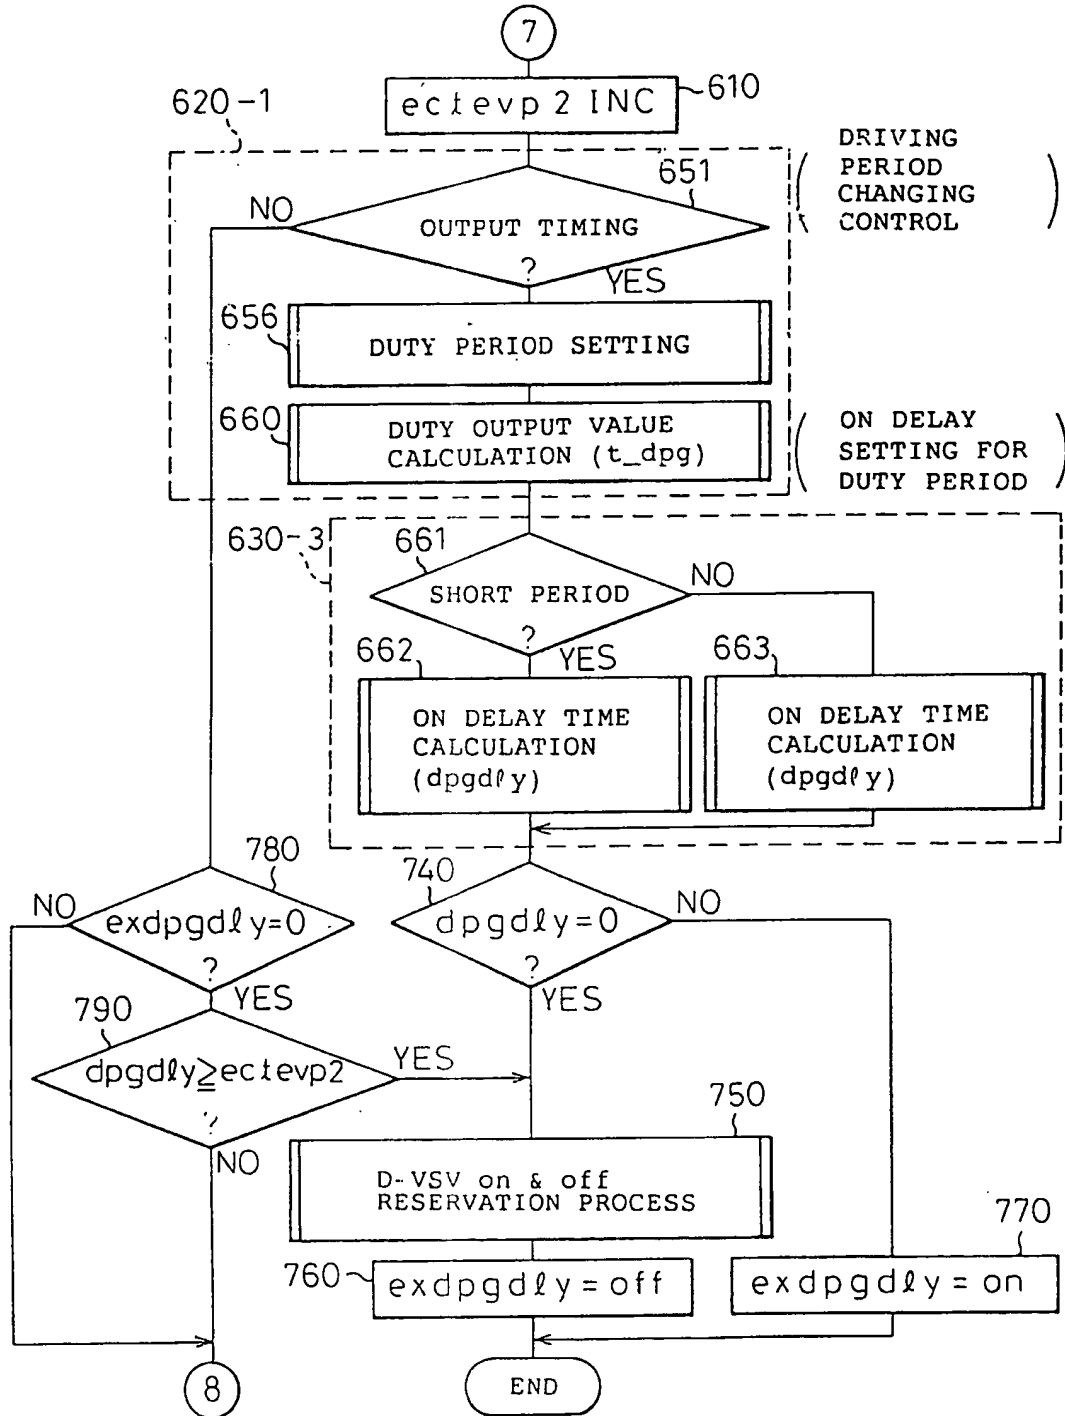 7
ectevp2 INC
610
620-1
DRIVING
PERIOD
CHANGING
CONTROL
651
NO
OUTPUT TIMING
?
YES
656
DUTY PERIOD SETTING
660
DUTY OUTPUT VALUE
CALCULATION (t_dpg)
ON DELAY
SETTING FOR
DUTY PERIOD
630-3
661
SHORT PERIOD
?
NO
YES
662
663
ON DELAY TIME
CALCULATION
(dpgdly)
ON DELAY TIME
CALCULATION
(dpgdly)
780
740
NO
exdpgdly=0
?
YES
dpgdly=0
?
NO
YES
790
dpgdly≧ectevp2
?
YES
NO
750
D-VSV on & off
RESERVATION PROCESS
760
exdpgdly=off
770
exdpgdly=on
8
END